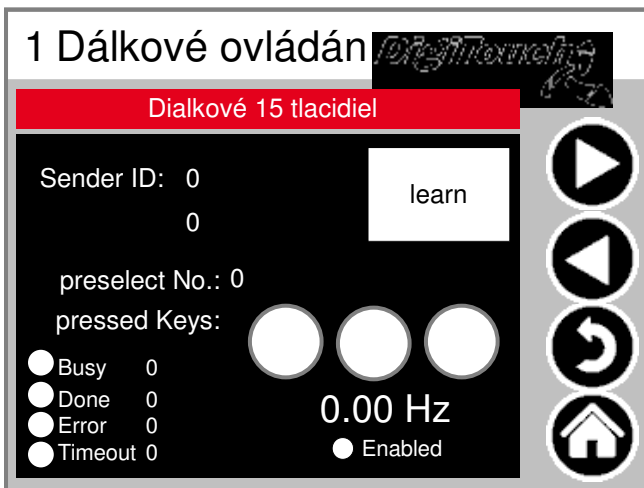 1 Dálkové ovládán
DigiTouch
Dialkové 15 tlacidiel
Sender ID: 0
learn
0
preselect No.: 0
pressed Keys:
Busy 0
Done 0
Error 0
Timeout 0
0.00 Hz
Enabled